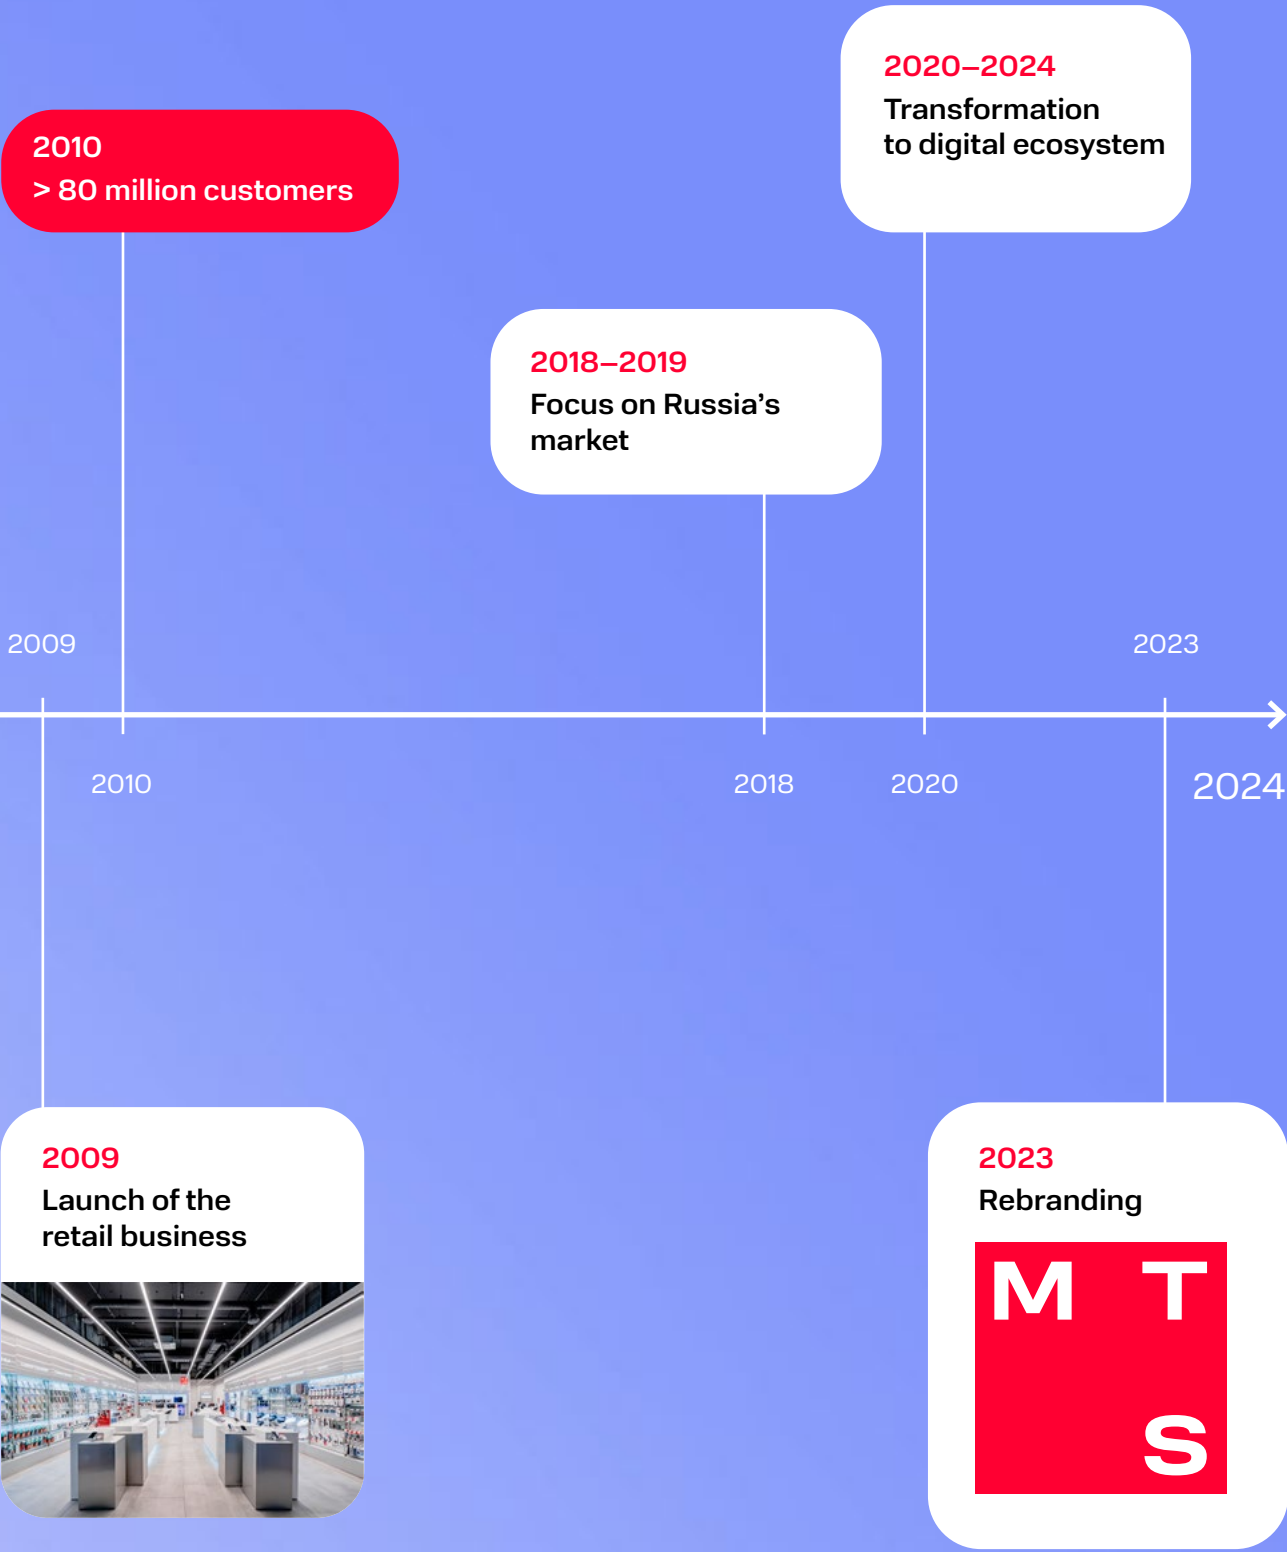 2020–2024
Transformation
to digital ecosystem
2010
> 80 million customers
2018–2019
Focus on Russia’s
market
2009
2023
2010
2018
2020
2024
2009
Launch of the
retail business
2023
Rebranding
M T
S